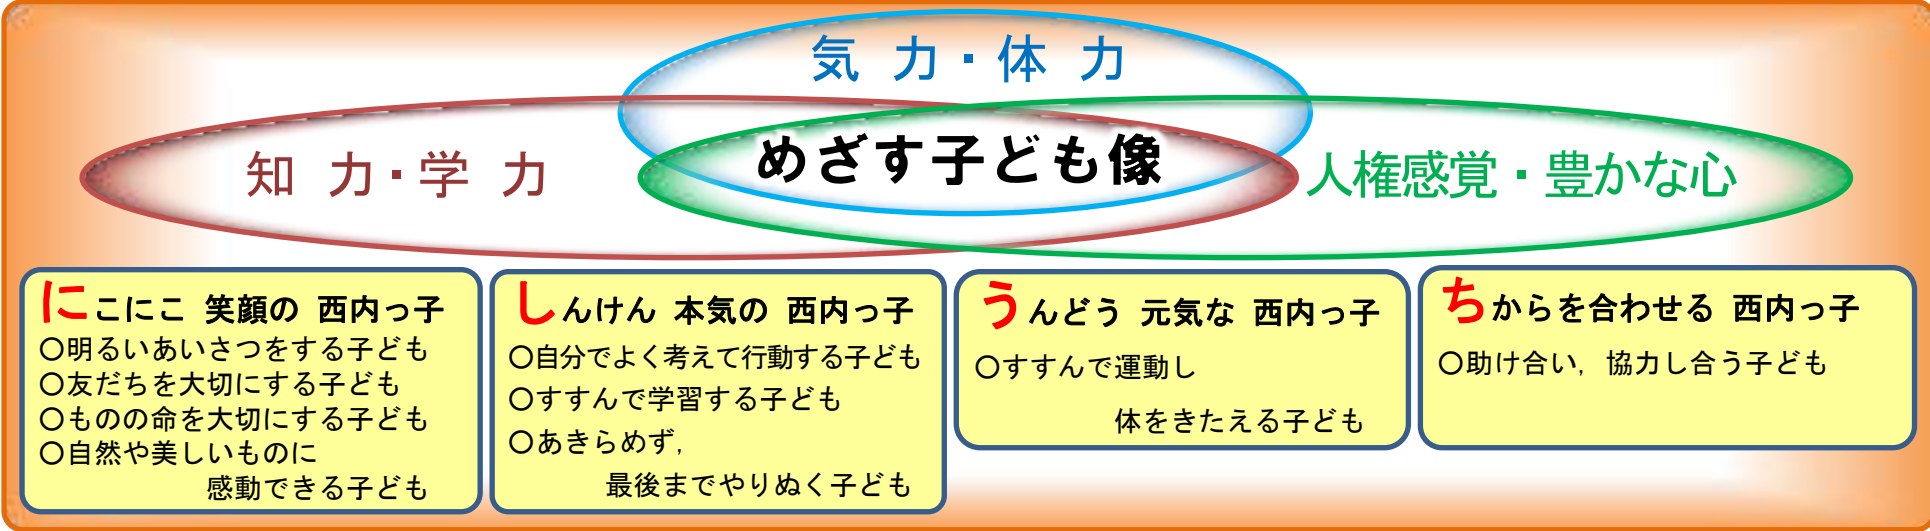 気 力・体 力
知 力・学 力
めざす子ども像
人権感覚・豊かな心
にこにこ 笑顔の 西内っ子
〇明るいあいさつをする子ども
〇友だちを大切にする子ども
〇ものの命を大切にする子ども
〇自然や美しいものに
感動できる子ども
しんけん 本気の 西内っ子
〇自分でよく考えて行動する子ども
〇すすんで学習する子ども
〇あきらめず，
最後までやりぬく子ども
うんどう 元気な 西内っ子
〇すすんで運動し
体をきたえる子ども
ちからを合わせる 西内っ子
〇助け合い，協力し合う子ども